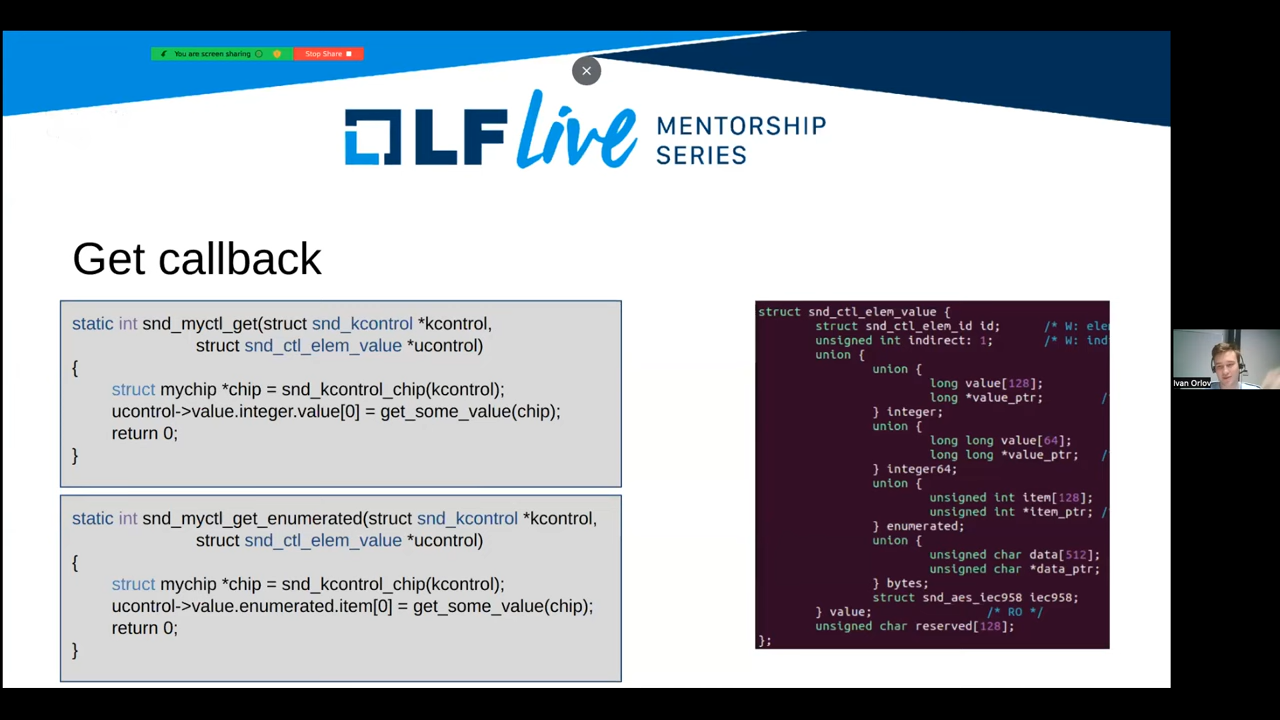 You are screen sharing
Stop Share
LF Live MENTORSHIP
SERIES
Get callback
static int snd_myctl_get(struct snd_kcontrol *kcontrol,
struct snd_ctl_elem_value *ucontrol)
{
struct mychip *chip = snd_kcontrol_chip(kcontrol);
ucontrol->value.integer.value[0] = get_some_value(chip);
return 0;
}
static int snd_myctl_get_enumerated(struct snd_kcontrol *kcontrol,
struct snd_ctl_elem_value *ucontrol)
{
struct mychip *chip = snd_kcontrol_chip(kcontrol);
ucontrol->value.enumerated.item[0] = get_some_value(chip);
return 0;
}
struct snd_ctl_elem_value {
struct snd_ctl_elem_id id; /* W: ele
unsigned int indirect: 1; /* W: ind
union {
union {
long value[128];
long *value_ptr; /
} integer;
union {
long long value[64];
long long *value_ptr; /
} integer64;
union {
unsigned int item[128];
unsigned int *item_ptr; /
} enumerated;
union {
unsigned char data[512];
unsigned char *data_ptr;
} bytes;
struct snd_aes_iec958 iec958;
} value; /* RO */
unsigned char reserved[128];
};
Ivan Orlov